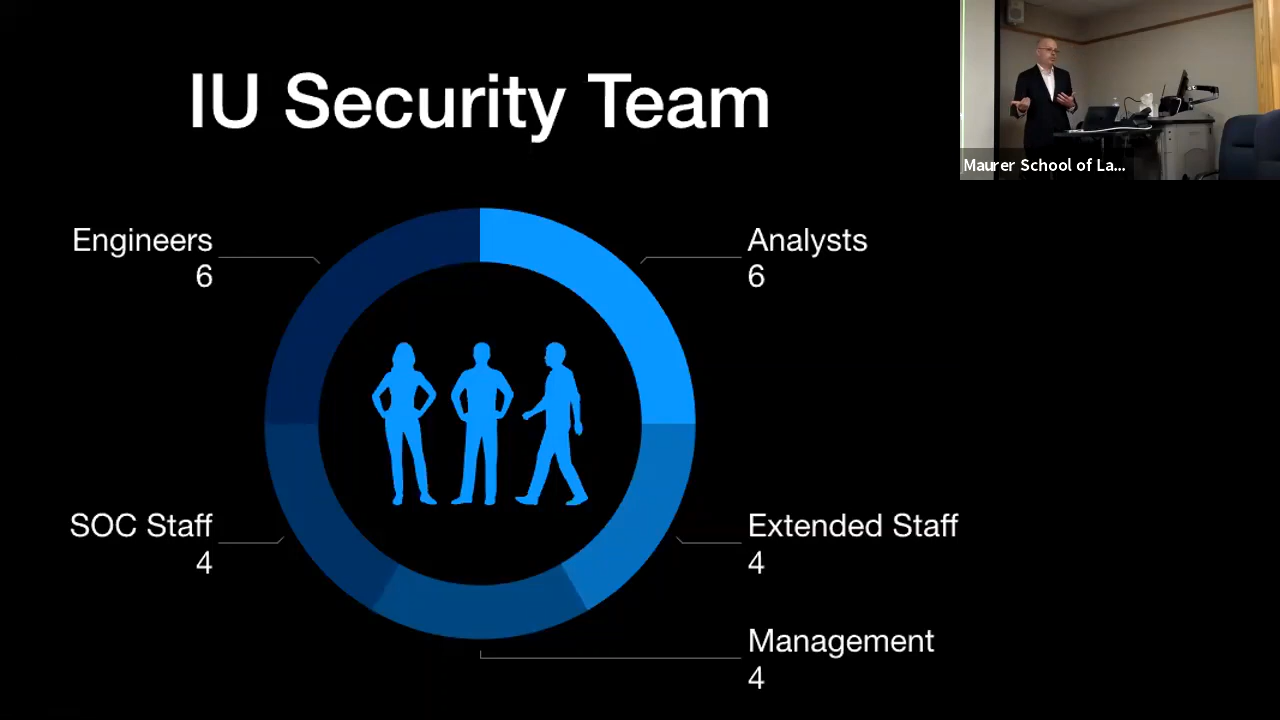 IU Security Team
Maurer School of La...
Engineers
6
Analysts
6
SOC Staff
4
Extended Staff
4
Management
4